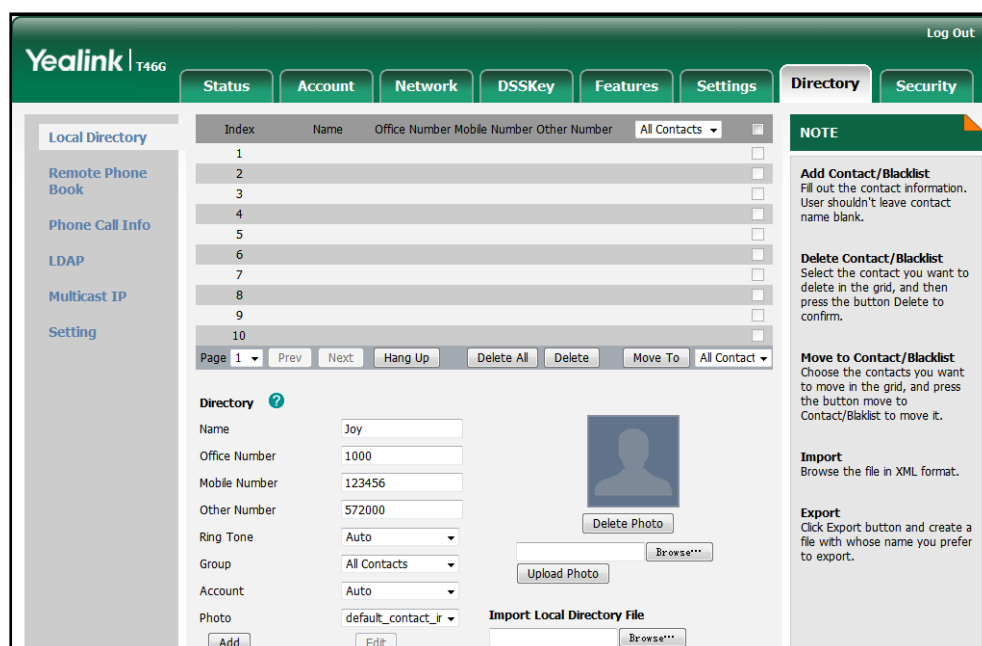 Log Out
Yealink T46G
Status Account Network DSSKey Features Settings Directory Security
Local Directory
Remote Phone
Book
Phone Call Info
LDAP
Multicast IP
Setting
Index Name Office Number Mobile Number Other Number All Contacts
1
2
3
4
5
6
7
8
9
10
Page 1 Prev Next Hang Up Delete All Delete Move To All Contact
Directory ?
Name Joy
Office Number 1000
Mobile Number 123456
Other Number 572000
Ring Tone Auto
Group All Contacts
Account Auto
Photo default_contact_ir
Add Edit
Delete Photo
Browse...
Upload Photo
Import Local Directory File
Browse...
NOTE
Add Contact/Blacklist
Fill out the contact information.
User shouldn't leave contact
name blank.
Delete Contact/Blacklist
Select the contact you want to
delete in the grid, and then
press the button Delete to
confirm.
Move to Contact/Blacklist
Choose the contacts you want
to move in the grid, and press
the button move to
Contact/Blaklist to move it.
Import
Browse the file in XML format.
Export
Click Export button and create a
file with whose name you prefer
to export.